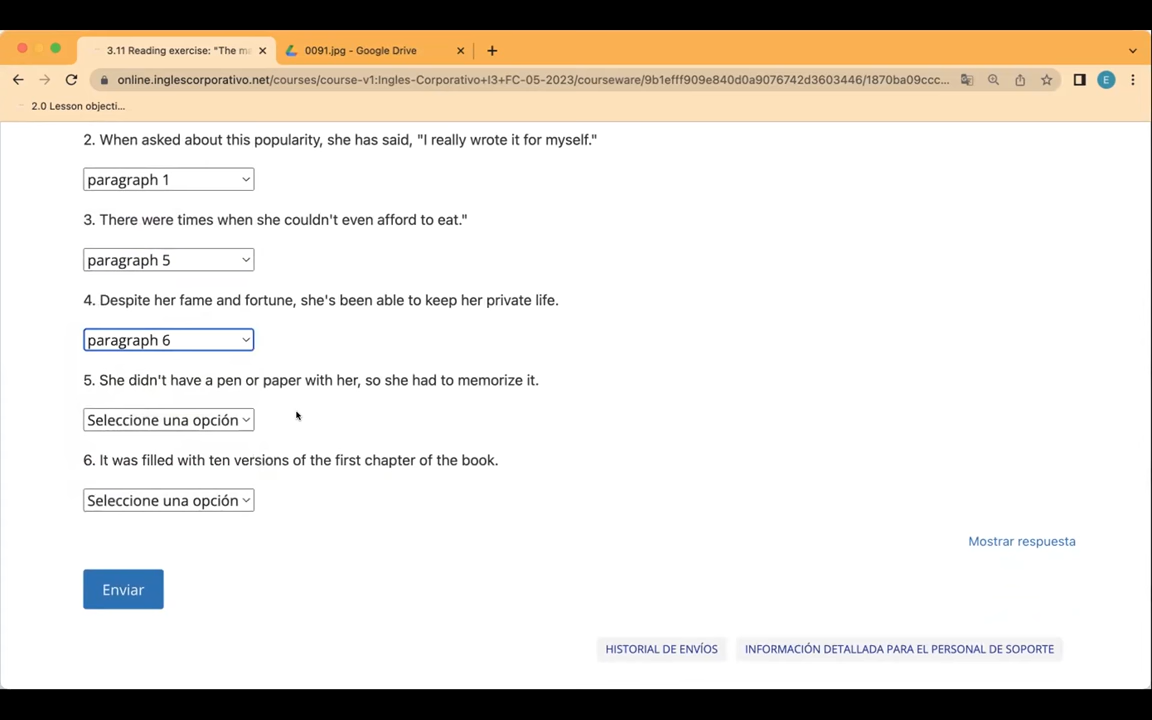 3.11 Reading exercise: "The ma
0091.jpg - Google Drive
online.inglescorporativo.net/courses/course-v1:Ingles-Corporativo+I3+FC-05-2023/courseware/9b1efff909e840d0a9076742d3603446/1870ba09ccc...
E
2.0 Lesson objecti...
2. When asked about this popularity, she has said, "I really wrote it for myself."
paragraph 1
3. There were times when she couldn't even afford to eat."
paragraph 5
4. Despite her fame and fortune, she's been able to keep her private life.
paragraph 6
5. She didn't have a pen or paper with her, so she had to memorize it.
Seleccione una opción
6. It was filled with ten versions of the first chapter of the book.
Seleccione una opción
Mostrar respuesta
Enviar
HISTORIAL DE ENVÍOS
INFORMACIÓN DETALLADA PARA EL PERSONAL DE SOPORTE